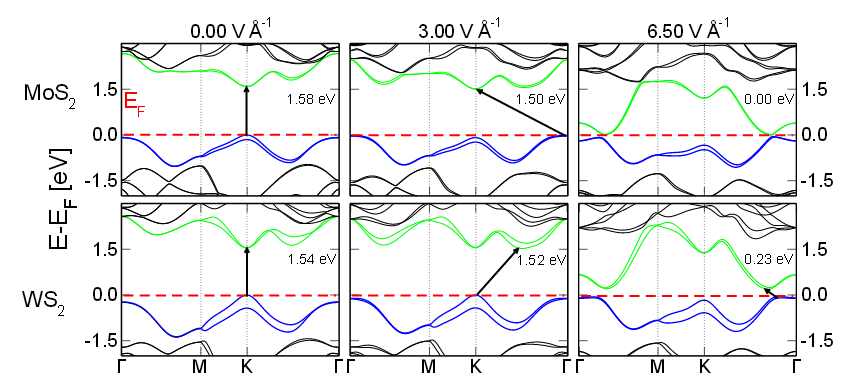 0.00 V Å⁻¹ 3.00 V Å⁻¹ 6.50 V Å⁻¹
MoS₂
E-E_F [eV]
WS₂
1.5 E_F 1.58 eV 1.50 eV 0.00 eV 1.5
0.0 0.0
-1.5 -1.5
1.5 1.54 eV 1.52 eV 0.23 eV 1.5
0.0 0.0
-1.5 -1.5
Γ M K Γ M K Γ M K Γ